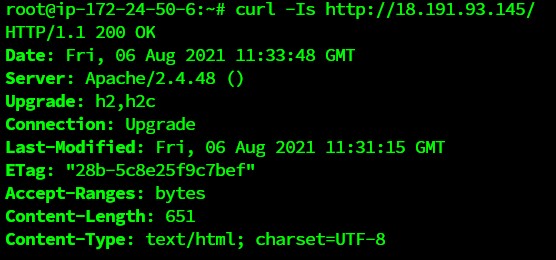 root@ip-172-24-50-6:~# curl -Is http://18.191.93.145/
HTTP/1.1 200 OK
Date: Fri, 06 Aug 2021 11:33:48 GMT
Server: Apache/2.4.48 ()
Upgrade: h2,h2c
Connection: Upgrade
Last-Modified: Fri, 06 Aug 2021 11:31:15 GMT
ETag: "28b-5c8e25f9c7bef"
Accept-Ranges: bytes
Content-Length: 651
Content-Type: text/html; charset=UTF-8